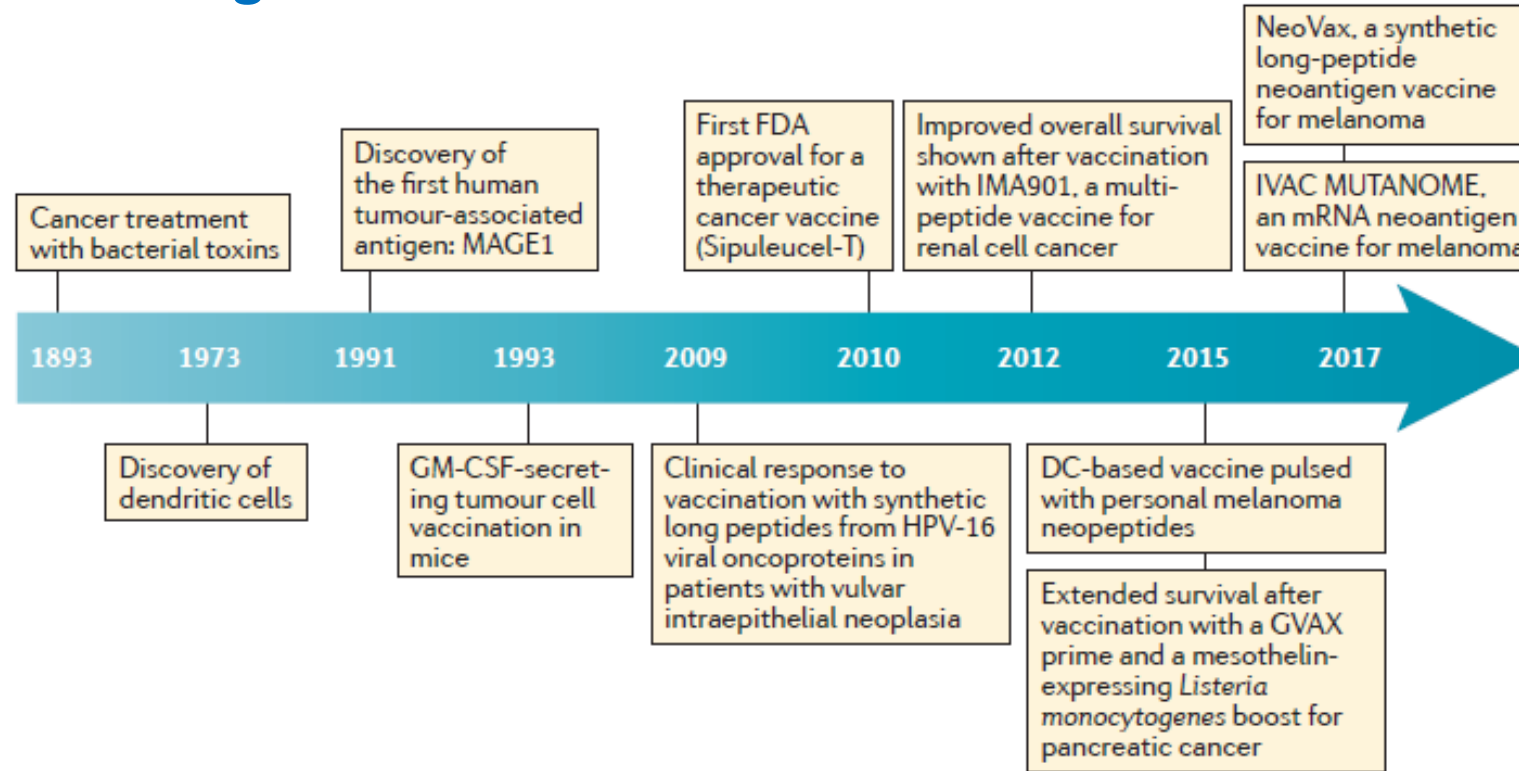 NeoVax, a synthetic
long-peptide
neoantigen vaccine
for melanoma
First FDA
approval for a
therapeutic
cancer vaccine
(Sipuleucel-T)
Improved overall survival
shown after vaccination
with IMA901, a multi-
peptide vaccine for
renal cell cancer
Discovery of
the first human
tumour-associated
antigen: MAGE1
IVAC MUTANOME,
an mRNA neoantigen
vaccine for melanoma
Cancer treatment
with bacterial toxins
1893 1973 1991 1993 2009 2010 2012 2015 2017
Discovery of
dendritic cells
GM-CSF-secret-
ing tumour cell
vaccination in
mice
Clinical response to
vaccination with synthetic
long peptides from HPV-16
viral oncoproteins in
patients with vulvar
intraepithelial neoplasia
DC-based vaccine pulsed
with personal melanoma
neopeptides
Extended survival after
vaccination with a GVAX
prime and a mesothelin-
expressing Listeria
monocytogenes boost for
pancreatic cancer